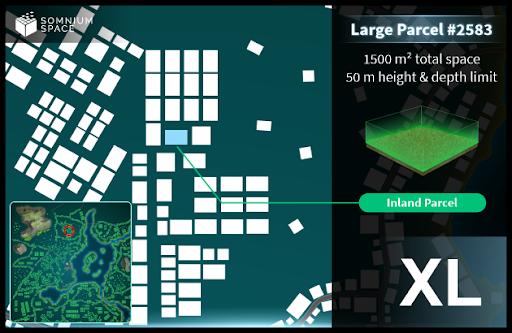 SOMNIUM
SPACE
Large Parcel #2583
1500 m² total space
50 m height & depth limit
Inland Parcel
XL